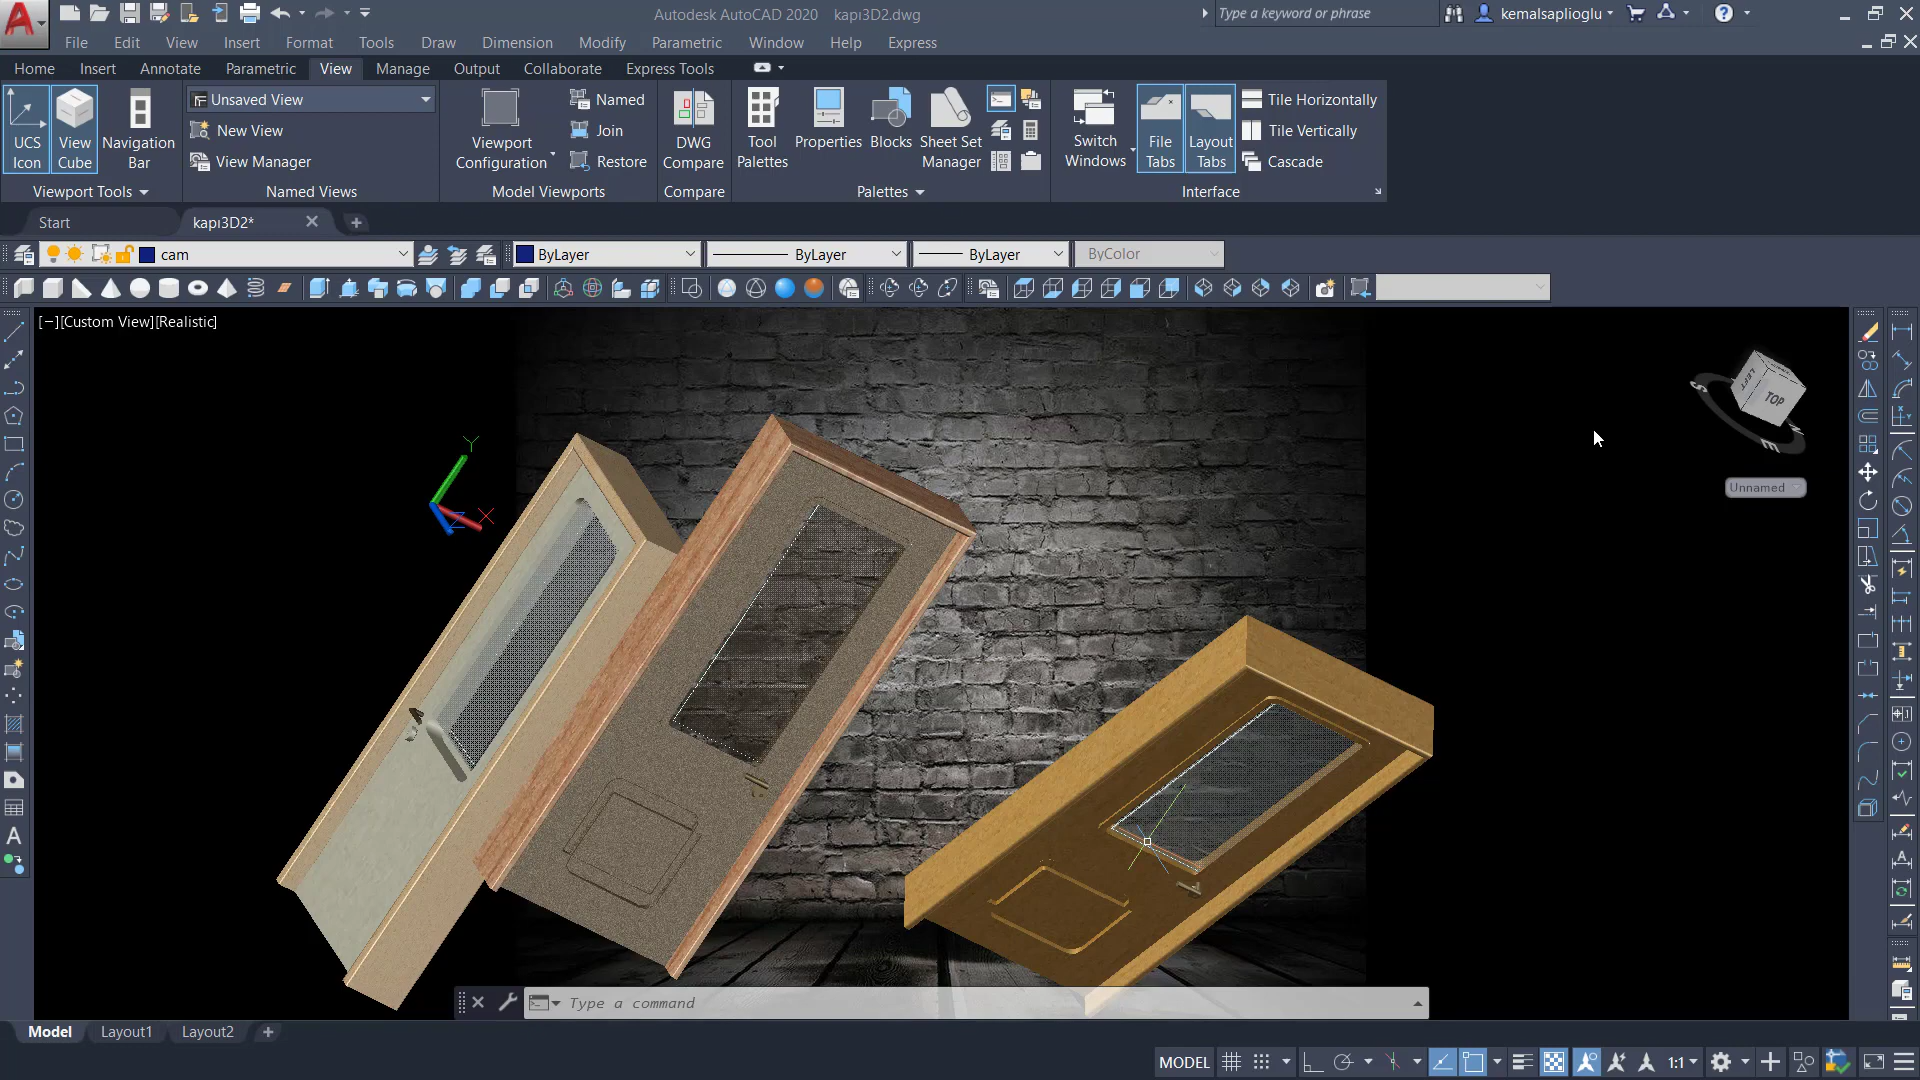 Autodesk AutoCAD 2020 kapı3D2.dwg
Type a keyword or phrase
kemalsaplioglu
File Edit View Insert Format Tools Draw Dimension Modify Parametric Window Help Express
Home Insert Annotate Parametric View Manage Output Collaborate Express Tools
UCS Icon
View Cube
Navigation Bar
Viewport Tools
Unsaved View
New View
View Manager
Named Views
Viewport Configuration
Named
Join
Restore
Model Viewports
DWG Compare
Compare
Tool Palettes
Properties
Blocks
Sheet Set Manager
Palettes
Switch Windows
File Tabs
Layout Tabs
Tile Horizontally
Tile Vertically
Cascade
Interface
Start kapı3D2*
cam ByLayer ByLayer ByLayer ByColor
[−][Custom View][Realistic]
LEFT
TOP
S
E
Unnamed
Y
X
Z
Type a command
Model Layout1 Layout2
MODEL 1:1